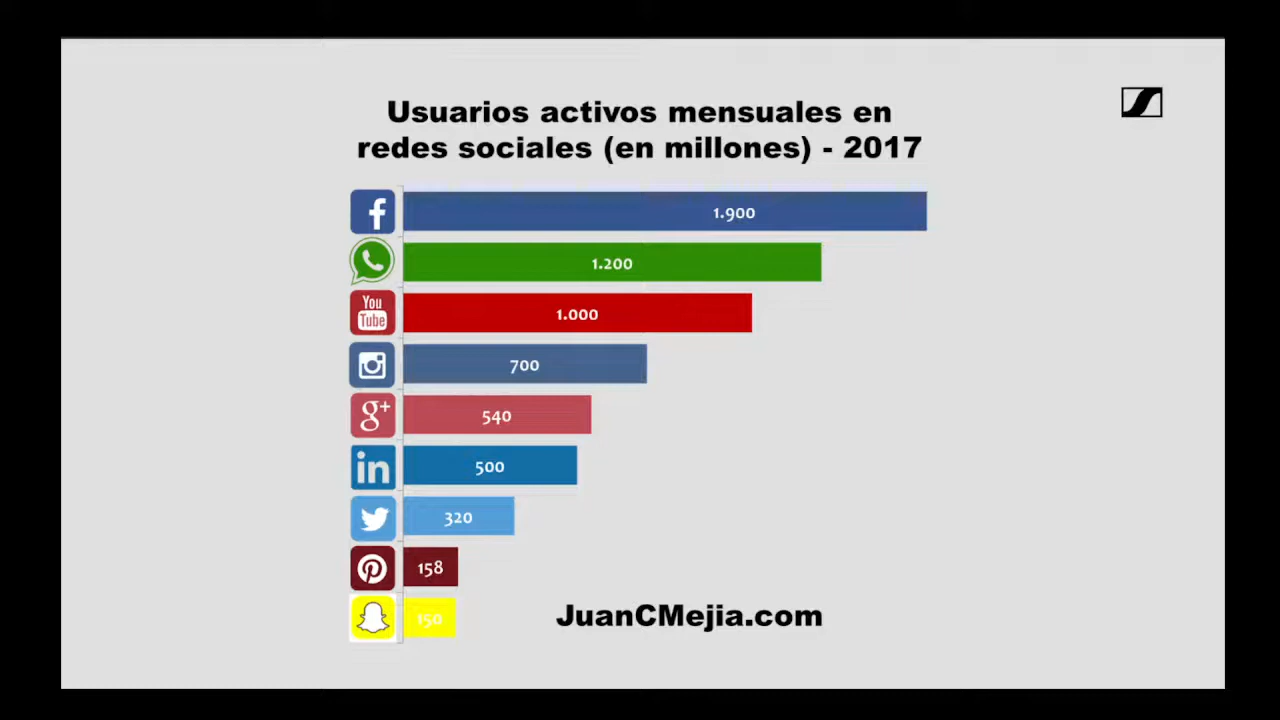 Usuarios activos mensuales en
redes sociales (en millones) - 2017
1.900
1.200
You
Tube
1.000
700
g+
540
in
500
320
158
150
JuanCMejia.com